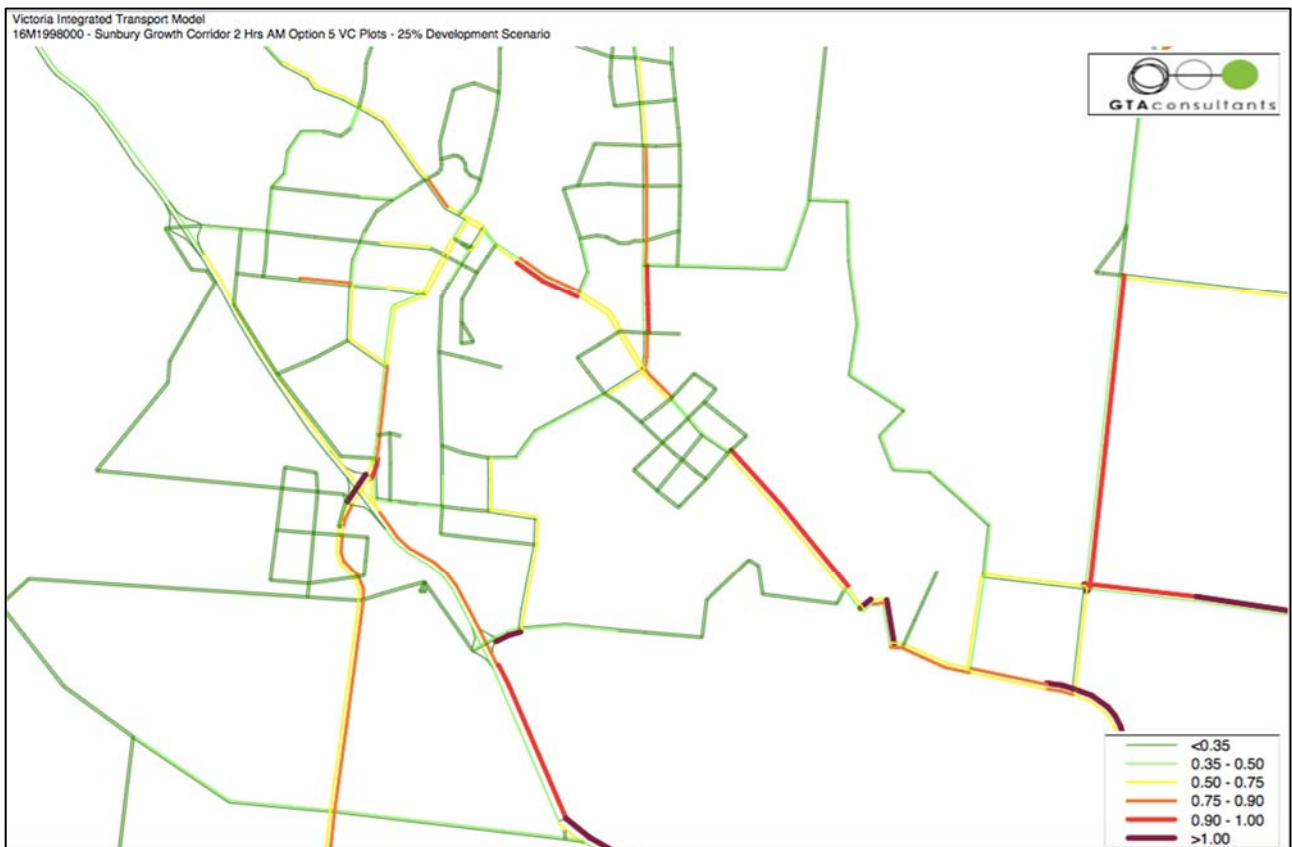 Victoria Integrated Transport Model
16M1998000 - Sunbury Growth Corridor 2 Hrs AM Option 5 VC Plots - 25% Development Scenario
GTAconsultants
<0.35
0.35 - 0.50
0.50 - 0.75
0.75 - 0.90
0.90 - 1.00
>1.00